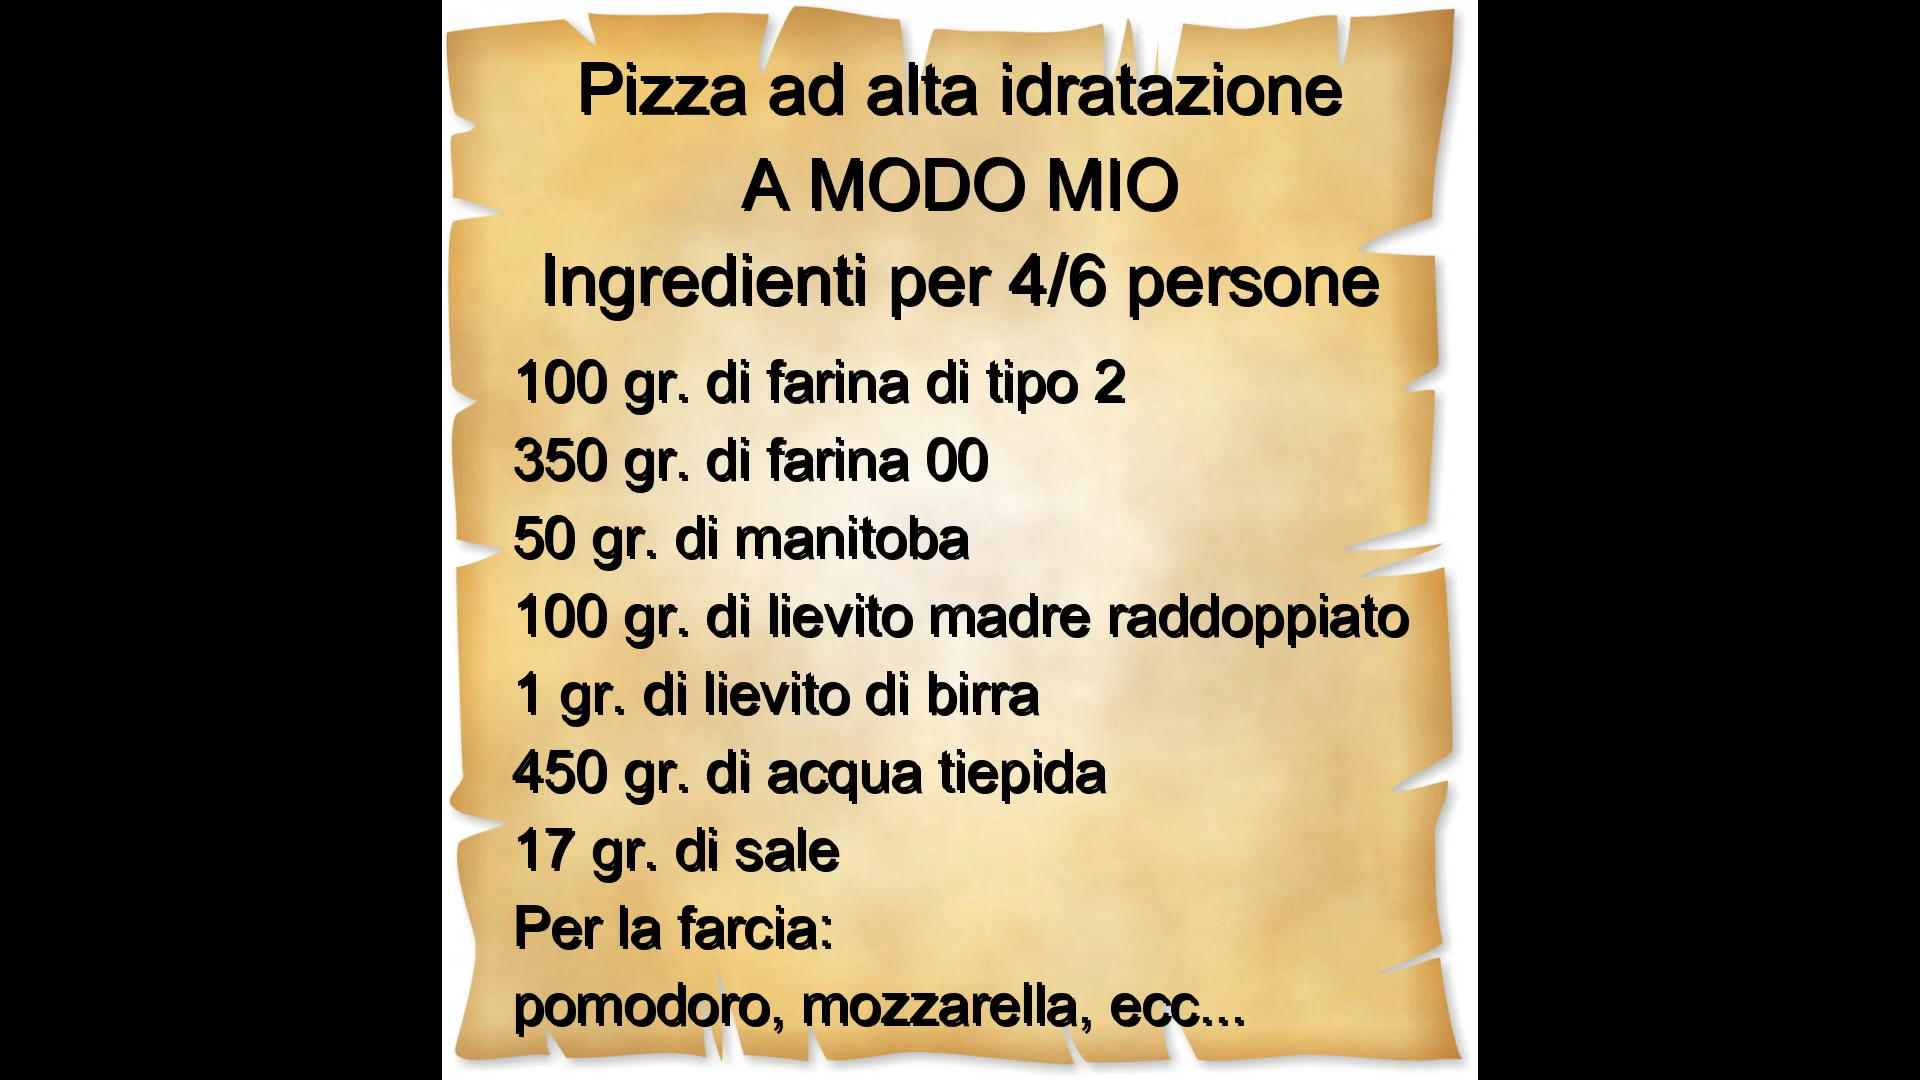 Pizza ad alta idratazione
A MODO MIO
Ingredienti per 4/6 persone
100 gr. di farina di tipo 2
350 gr. di farina 00
50 gr. di manitoba
100 gr. di lievito madre raddoppiato
1 gr. di lievito di birra
450 gr. di acqua tiepida
17 gr. di sale
Per la farcia:
pomodoro, mozzarella, ecc...